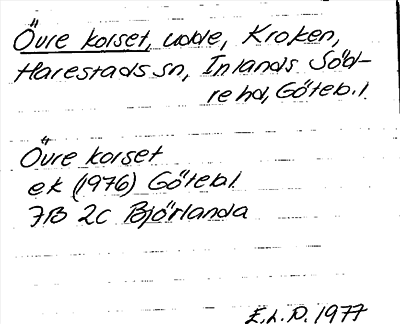 Övre korset, udde, Kroken,
Harestads sn, Inlands Söd-
re hd, Göteb. l.
Övre korset
ek (1976) Götebl.
7B 2c Björlanda
E.L.P. 1977